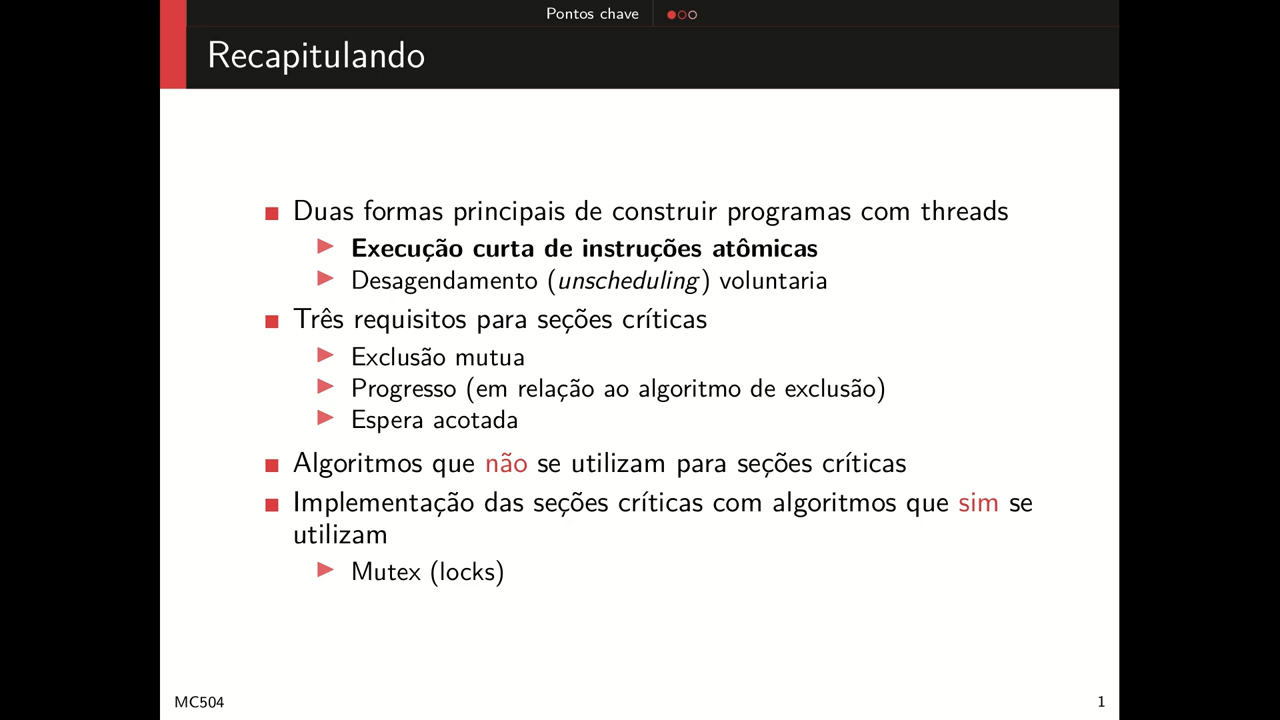 Pontos chave
Recapitulando
Duas formas principais de construir programas com threads
Execução curta de instruções atômicas
Desagendamento (unscheduling) voluntaria
Três requisitos para seções críticas
Exclusão mutua
Progresso (em relação ao algoritmo de exclusão)
Espera acotada
Algoritmos que não se utilizam para seções críticas
Implementação das seções críticas com algoritmos que sim se
utilizam
Mutex (locks)
MC504
1